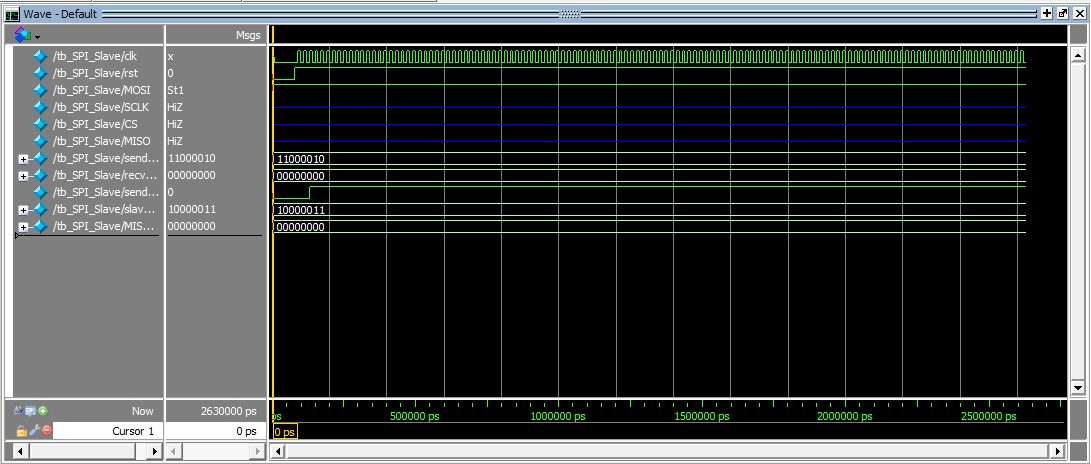 Wave - Default
Msgs
/tb_SPI_Slave/clk x
/tb_SPI_Slave/rst 0
/tb_SPI_Slave/MOSI St1
/tb_SPI_Slave/SCLK HiZ
/tb_SPI_Slave/CS HiZ
/tb_SPI_Slave/MISO HiZ
/tb_SPI_Slave/send... 11000010 11000010
/tb_SPI_Slave/recv... 00000000 00000000
/tb_SPI_Slave/send... 0
/tb_SPI_Slave/slav... 10000011 10000011
/tb_SPI_Slave/MIS... 00000000 00000000
Now 2630000 ps ps 500000 ps 1000000 ps 1500000 ps 2000000 ps 2500000 ps
Cursor 1 0 ps 0 ps